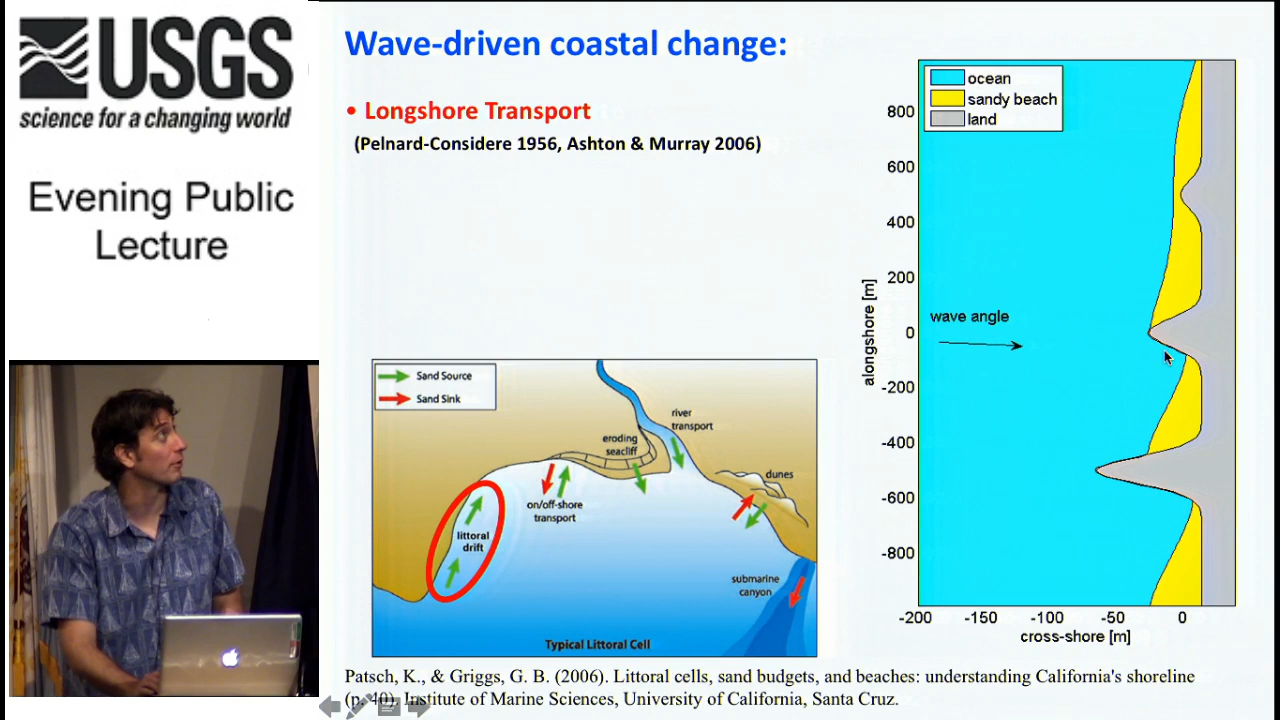 USGS
science for a changing world
Evening Public
Lecture
Wave-driven coastal change:
• Longshore Transport
(Pelnard-Considere 1956, Ashton & Murray 2006)
Sand Source
Sand Sink
river
transport
eroding
seacliff
dunes
on/off-shore
transport
littoral
drift
submarine
canyon
Typical Littoral Cell
ocean
sandy beach
land
wave angle
alongshore [m]
800
600
400
200
0
-200
-400
-600
-800
-200 -150 -100 -50 0
cross-shore [m]
Patsch, K., & Griggs, G. B. (2006). Littoral cells, sand budgets, and beaches: understanding California's shoreline
(p. 40). Institute of Marine Sciences, University of California, Santa Cruz.